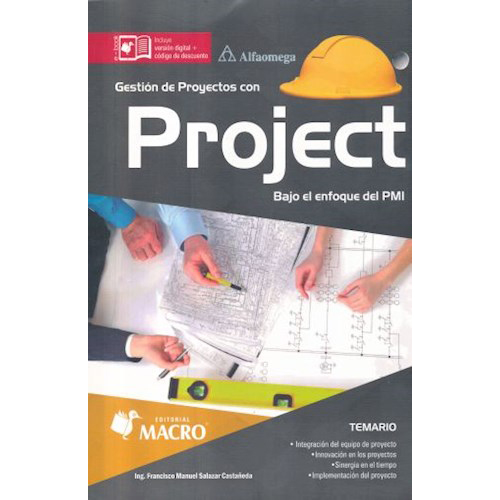 e-book
Incluye
versión digital +
código de descuento
Alfaomega
Gestión de Proyectos con
Project
Bajo el enfoque del PMI
EDITORIAL
MACRO®
TEMARIO
• Integración del equipo de proyecto
• Innovación en los proyectos
• Sinergia en el tiempo
• Implementación del proyecto
Ing. Francisco Manuel Salazar Castañeda